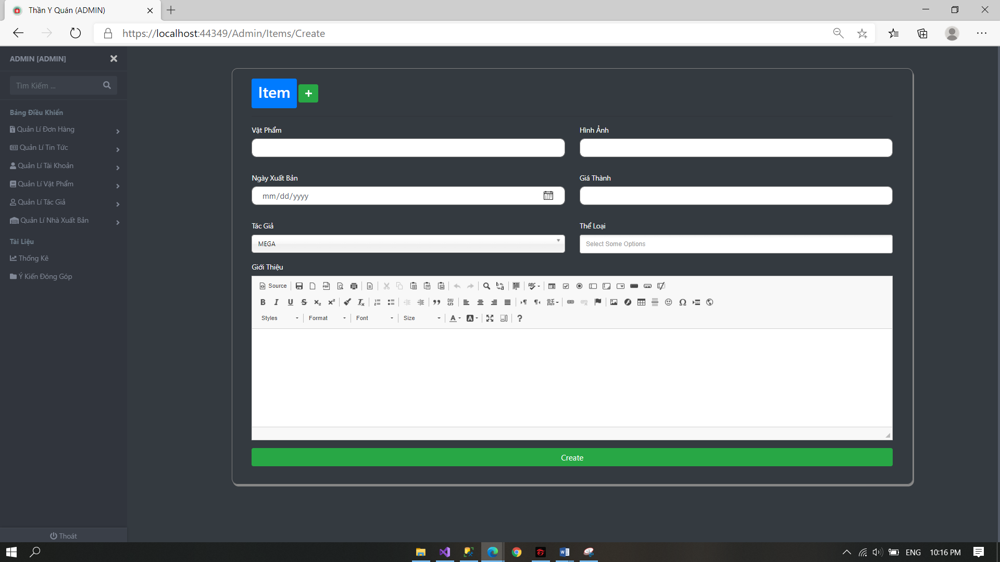 Thần Y Quán (ADMIN)
https://localhost:44349/Admin/Items/Create
ADMIN [ADMIN]
Tìm Kiếm ...
Bảng Điều Khiển
Quản Lí Đơn Hàng
Quản Lí Tin Tức
Quản Lí Tài Khoản
Quản Lí Vật Phẩm
Quản Lí Tác Giả
Quản Lí Nhà Xuất Bản
Tài Liệu
Thống Kê
Ý Kiến Đóng Góp
Thoát
Item +
Vật Phẩm Hình Ảnh
Ngày Xuất Bản Giá Thành
mm/dd/yyyy
Tác Giả Thể Loại
MEGA Select Some Options
Giới Thiệu
Source
Styles Format Font Size
Create
ENG 10:16 PM